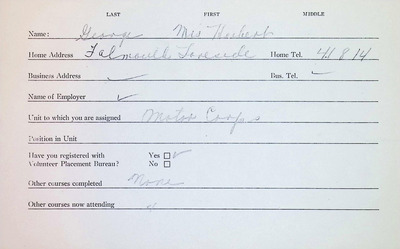 LAST FIRST MIDDLE
Name: George Mrs Herbert
Home Address Falmouth Foreside Home Tel. 4-1814
Business Address ✓ Bus. Tel. ✓
Name of Employer ✓
Unit to which you are assigned Motor Corps
Position in Unit
Have you registered with Yes ☐ ✓
Volunteer Placement Bureau? No ☐
Other courses completed None
Other courses now attending